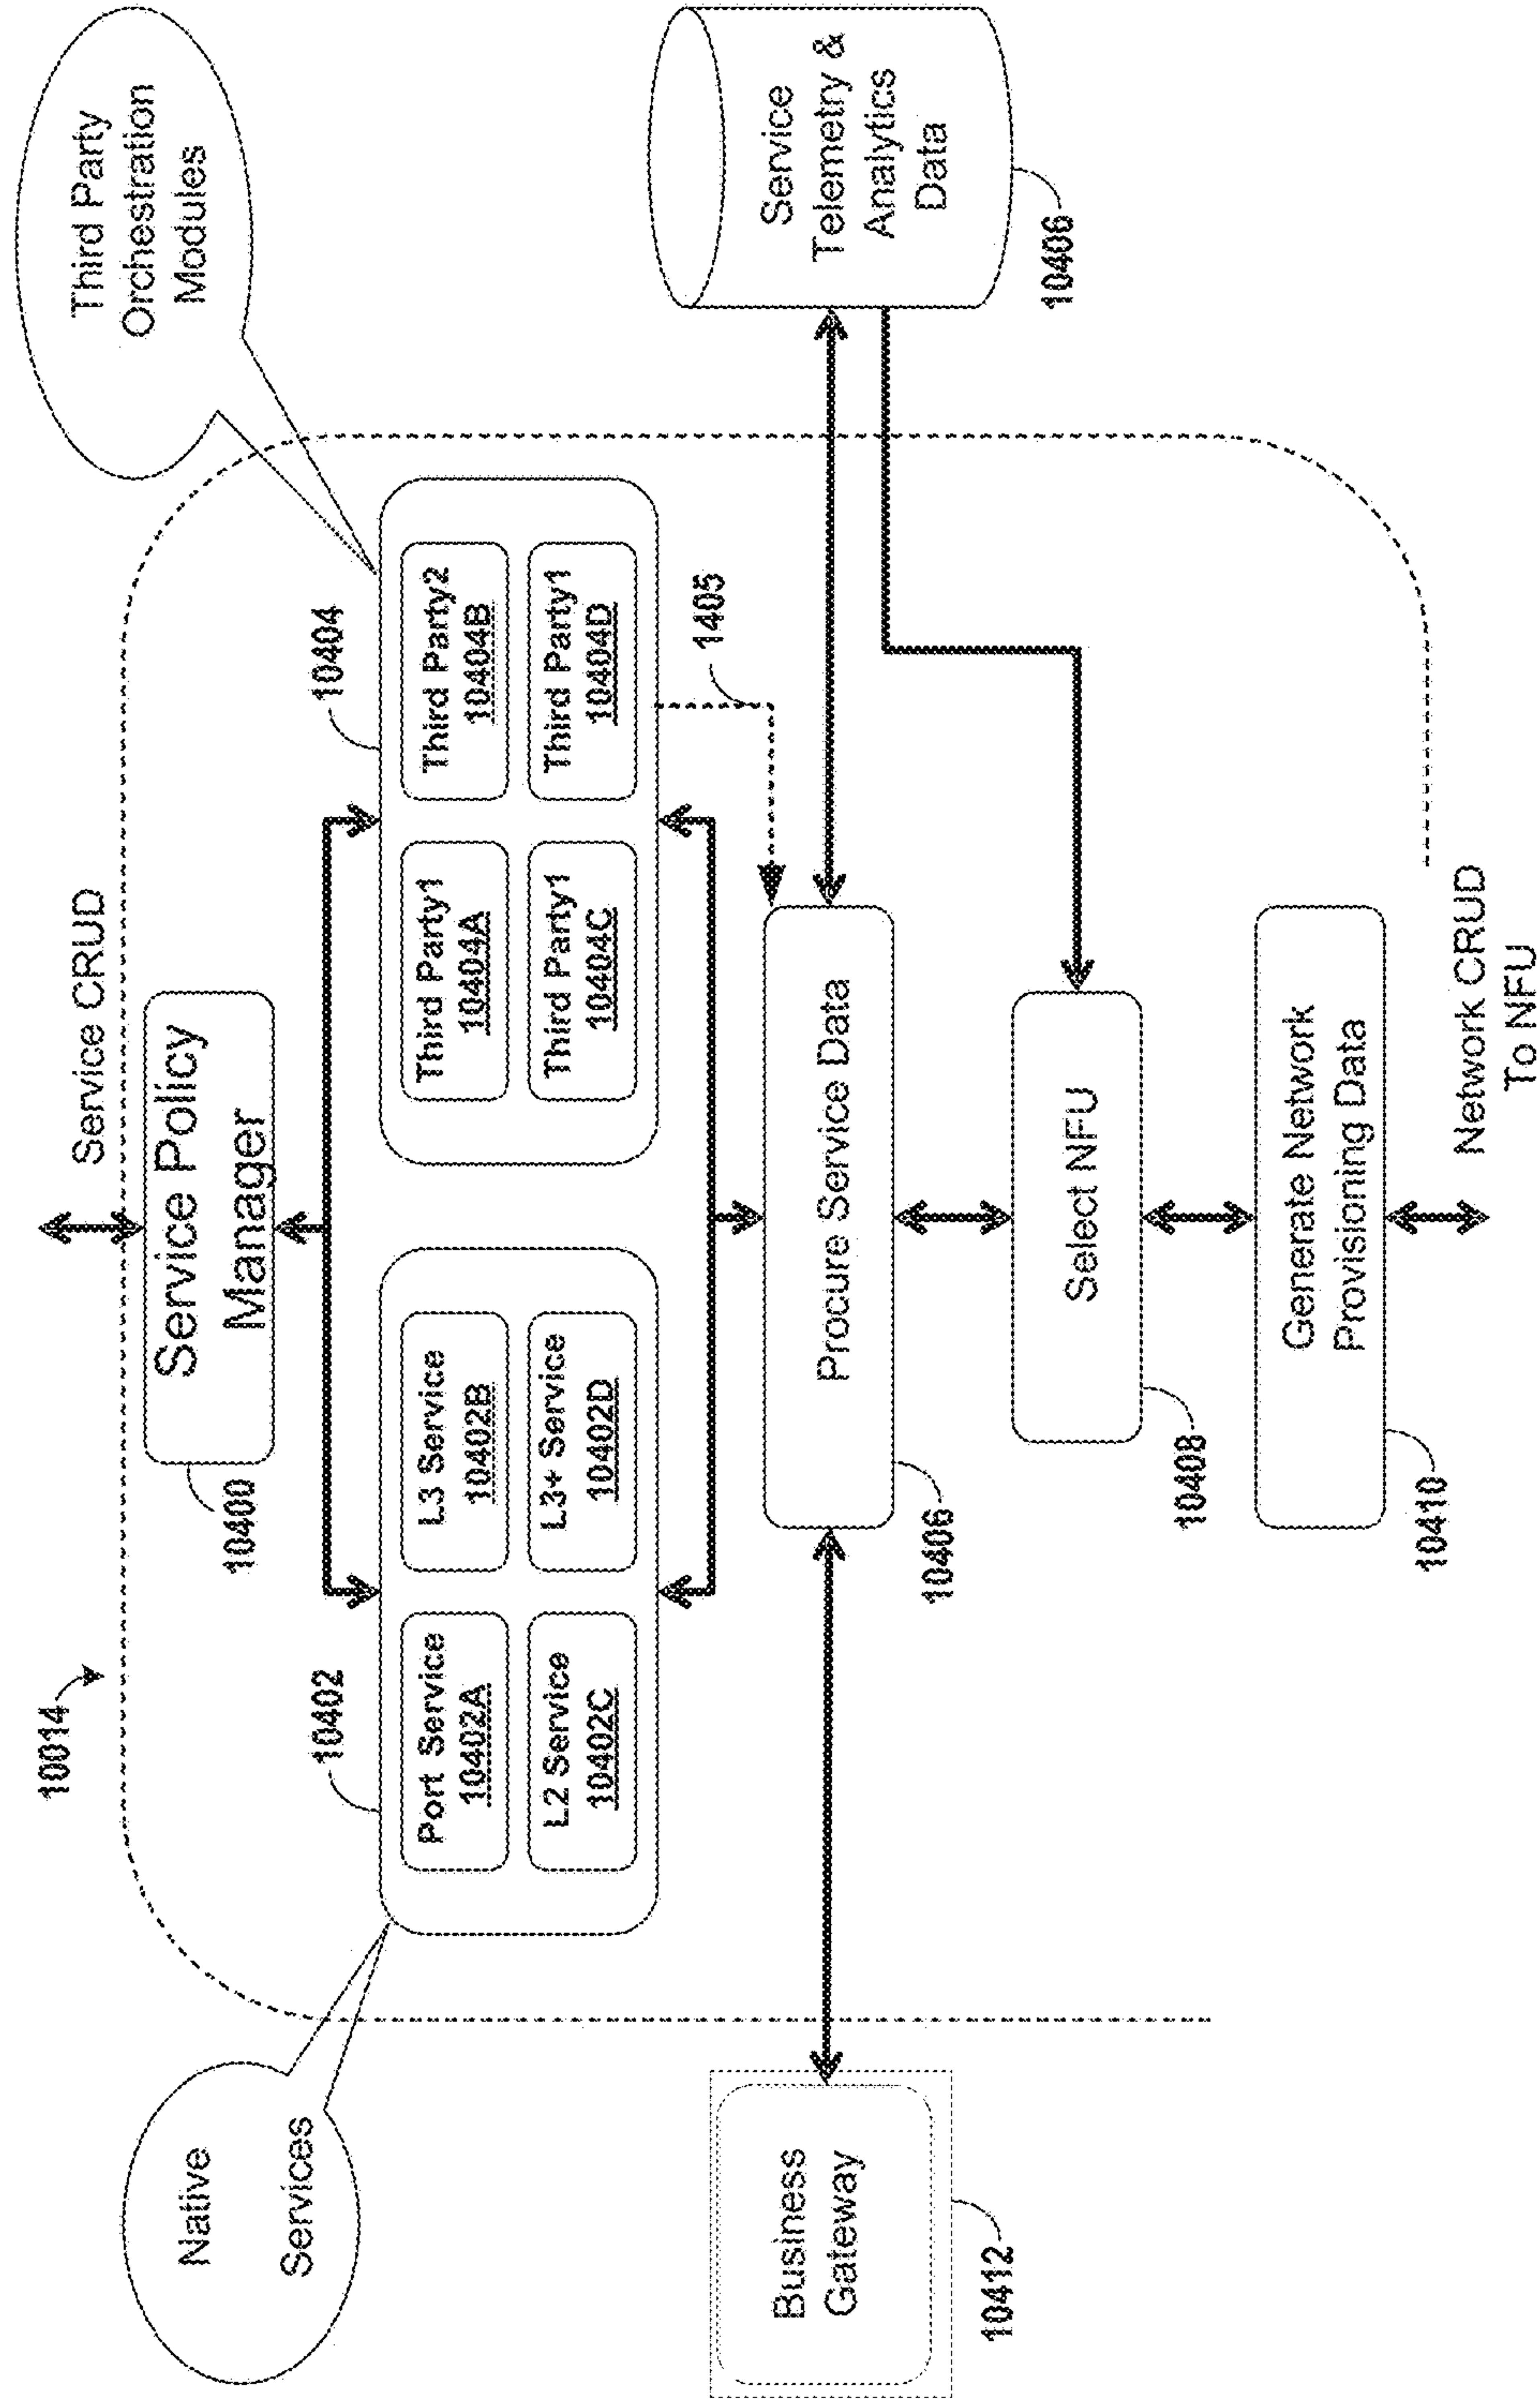 10014
Service CRUD
Service Policy
Manager
10400
Native
Services
Third Party
Orchestration
Modules
10402
Port Service
10402A
L3 Service
10402B
L2 Service
10402C
L3+ Service
10402D
10404
Third Party1
10404A
Third Party2
10404B
Third Party1
10404C
Third Party1
10404D
1405
Business
Gateway
10412
Procure Service Data
10406
Service
Telemetry &
Analytics
Data
10406
Select NFU
10408
Generate Network
Provisioning Data
10410
Network CRUD
To NFU